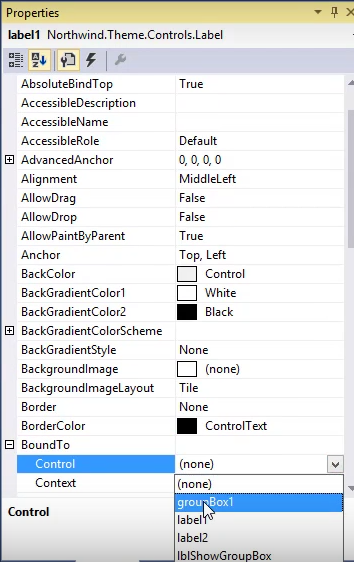 Properties
label1 Northwind.Theme.Controls.Label
AbsoluteBindTop True
AccessibleDescription
AccessibleName
AccessibleRole Default
AdvancedAnchor 0, 0, 0, 0
Alignment MiddleLeft
AllowDrag False
AllowDrop False
AllowPaintByParent True
Anchor Top, Left
BackColor Control
BackGradientColor1 White
BackGradientColor2 Black
BackGradientColorScheme
BackGradientStyle None
BackgroundImage (none)
BackgroundImageLayout Tile
Border None
BorderColor ControlText
BoundTo
Control (none)
Context (none)
groupBox1
Control label1
label2
lblShowGroupBox